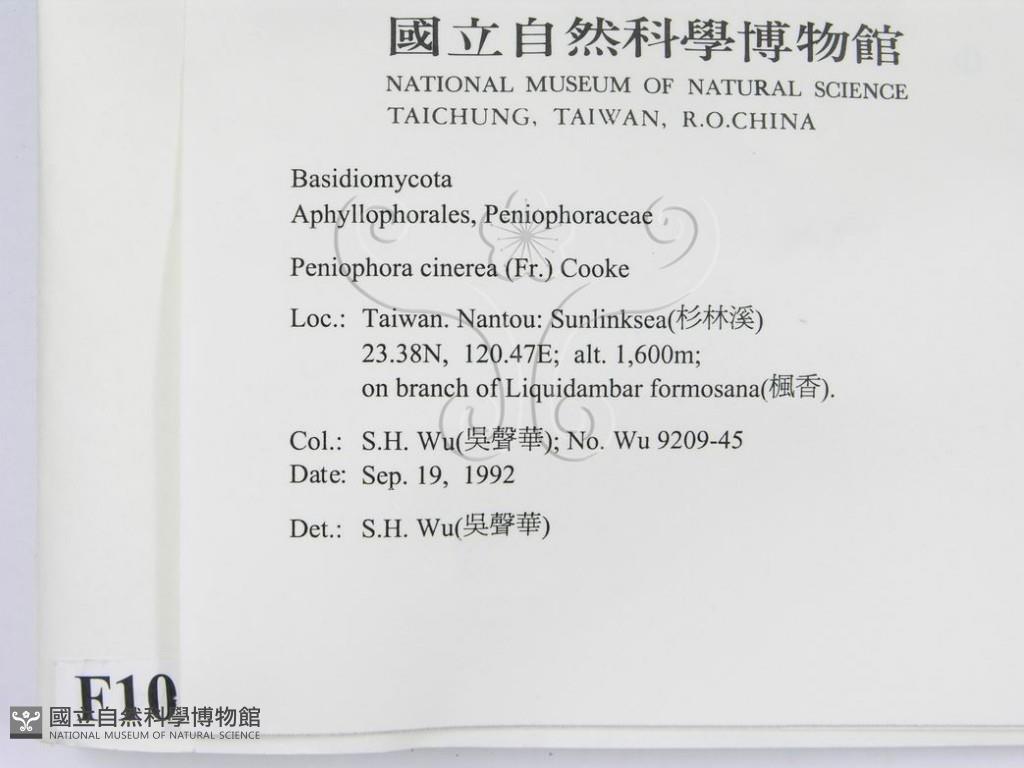 國立自然科學博物館
NATIONAL MUSEUM OF NATURAL SCIENCE
TAICHUNG, TAIWAN, R.O.CHINA
Basidiomycota
Aphyllophorales, Peniophoraceae
Peniophora cinerea (Fr.) Cooke
Loc.: Taiwan. Nantou: Sunlinksea(杉林溪)
23.38N, 120.47E; alt. 1,600m;
on branch of Liquidambar formosana(楓香).
Col.: S.H. Wu(吳聲華); No. Wu 9209-45
Date: Sep. 19, 1992
Det.: S.H. Wu(吳聲華)
F10
國立自然科學博物館
NATIONAL MUSEUM OF NATURAL SCIENCE